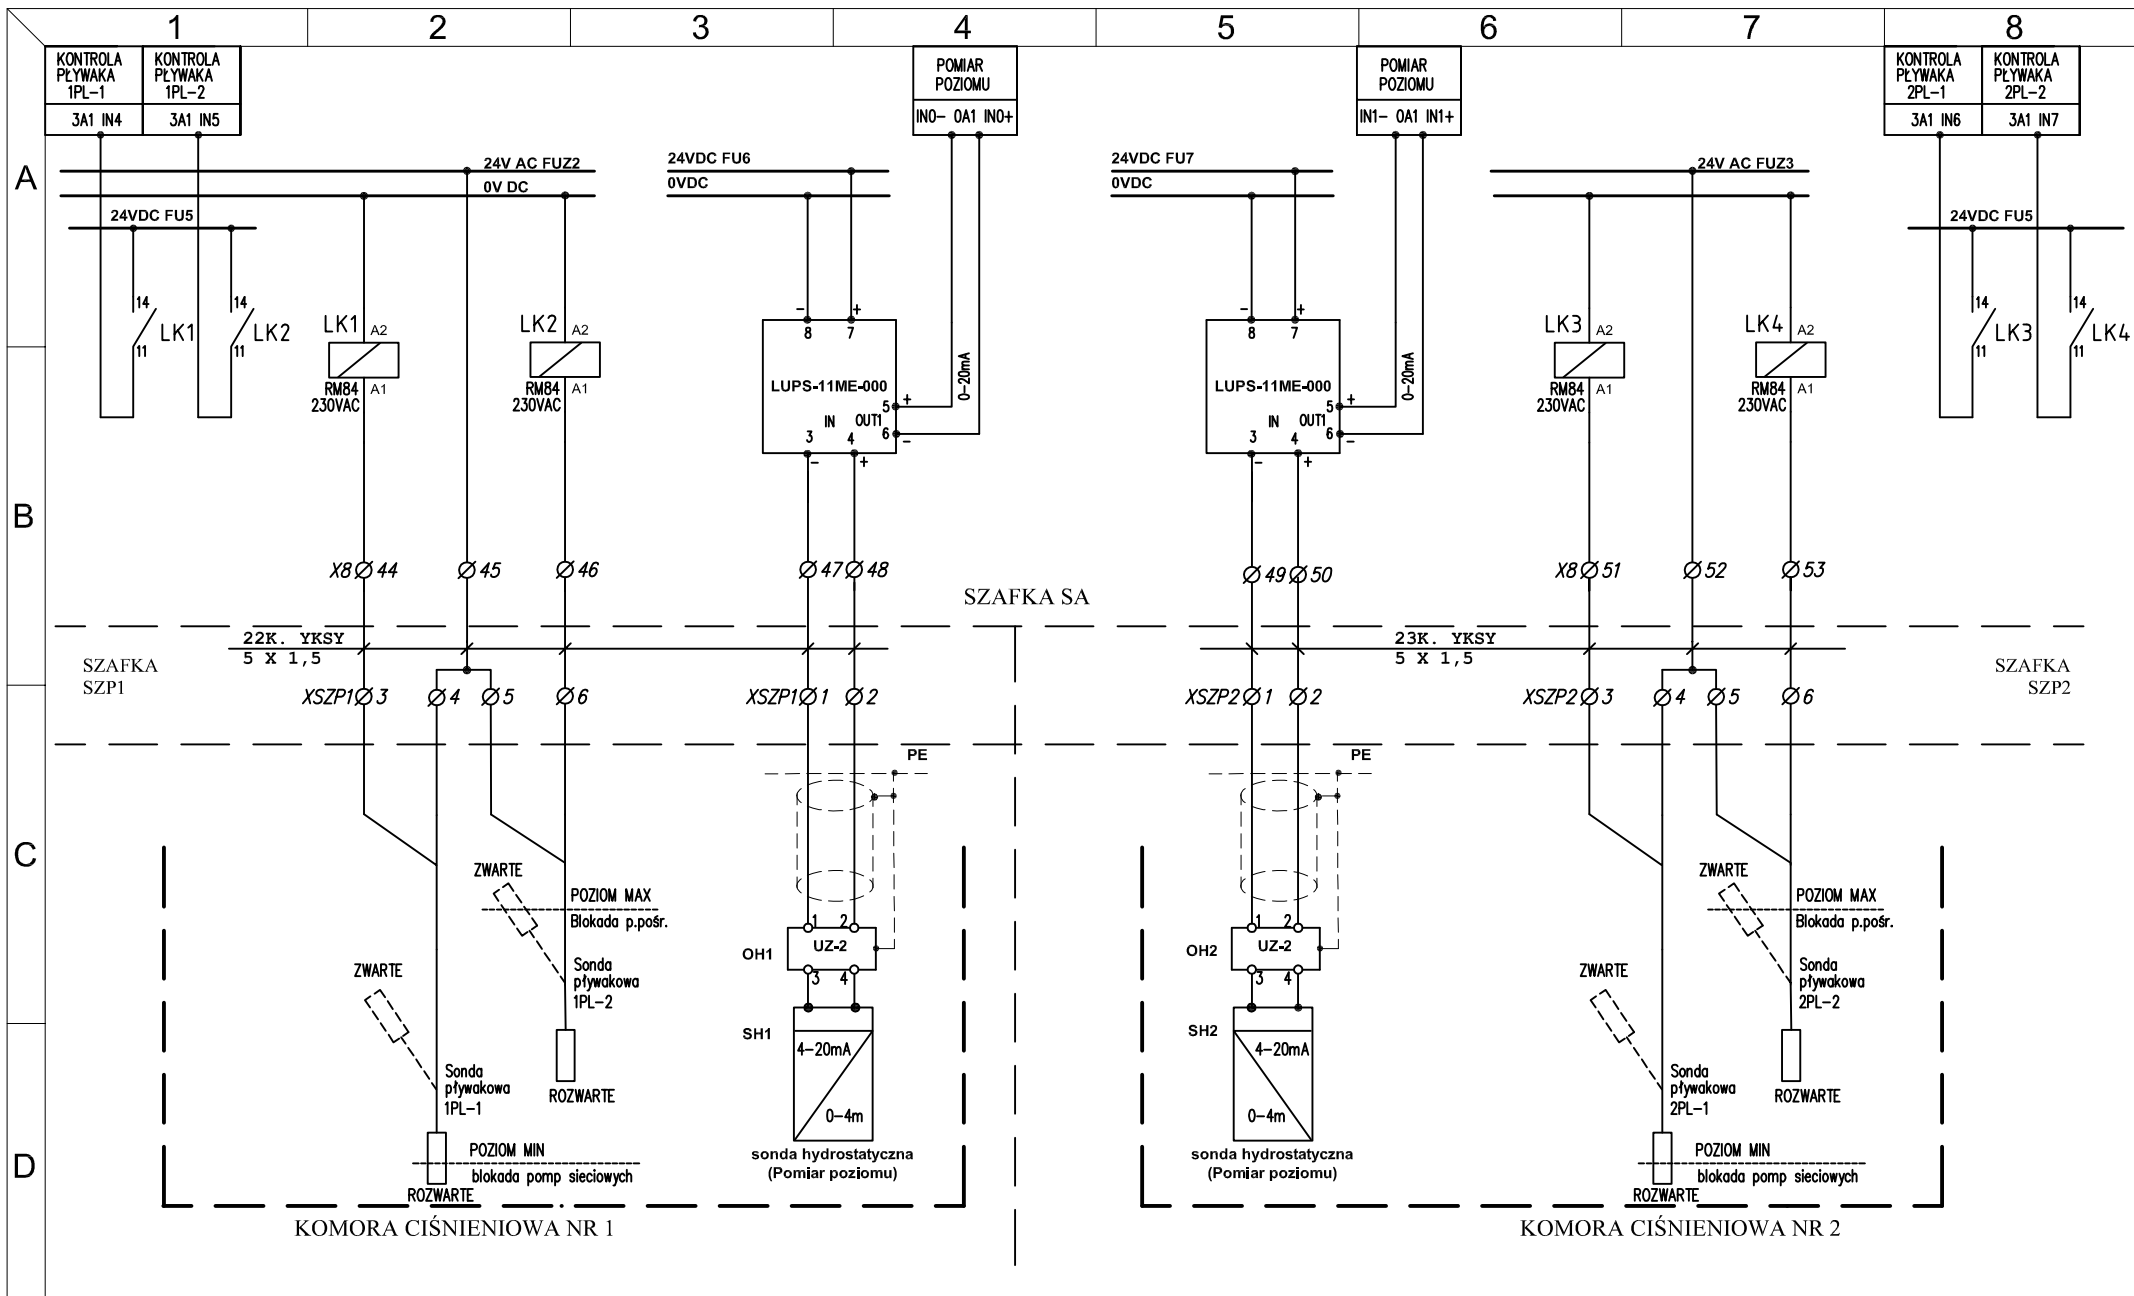 1
2
3
4
5
6
7
8
A
B
C
D
KONTROLA
PŁYWAKA
1PL-1
3A1 IN4
KONTROLA
PŁYWAKA
1PL-2
3A1 IN5
POMIAR
POZIOMU
IN0- 0A1 IN0+
POMIAR
POZIOMU
IN1- 0A1 IN1+
KONTROLA
PŁYWAKA
2PL-1
3A1 IN6
KONTROLA
PŁYWAKA
2PL-2
3A1 IN7
24V AC FUZ2
0V DC
24VDC FU5
14
11
LK1
14
11
LK2
LK1
A2
RM84
230VAC
A1
LK2
A2
RM84
230VAC
A1
24VDC FU6
0VDC
- +
8 7
LUPS-11ME-000
IN OUT1
5 +
6 -
3 4
- +
0-20mA
24VDC FU7
0VDC
- +
8 7
LUPS-11ME-000
IN OUT1
5 +
6 -
3 4
- +
0-20mA
24V AC FUZ3
LK3
A2
RM84
230VAC
A1
LK4
A2
RM84
230VAC
A1
24VDC FU5
14
11
LK3
14
11
LK4
X8 44
45
46
47
48
49
50
X8 51
52
53
SZAFKA SA
22K. YKSY
5 X 1,5
23K. YKSY
5 X 1,5
SZAFKA
SZP1
SZAFKA
SZP2
XSZP1 3
4
5
6
XSZP1 1
2
XSZP2 1
2
XSZP2 3
4
5
6
PE
PE
ZWARTE
POZIOM MAX
Blokada p.pośr.
Sonda
pływakowa
1PL-2
ROZWARTE
ZWARTE
Sonda
pływakowa
1PL-1
POZIOM MIN
blokada pomp sieciowych
ROZWARTE
OH1
1 2
UZ-2
3 4
SH1
4-20mA
0-4m
sonda hydrostatyczna
(Pomiar poziomu)
KOMORA CIŚNIENIOWA NR 1
OH2
1 2
UZ-2
3 4
SH2
4-20mA
0-4m
sonda hydrostatyczna
(Pomiar poziomu)
ZWARTE
POZIOM MAX
Blokada p.pośr.
Sonda
pływakowa
2PL-2
ROZWARTE
ZWARTE
Sonda
pływakowa
2PL-1
POZIOM MIN
blokada pomp sieciowych
ROZWARTE
KOMORA CIŚNIENIOWA NR 2